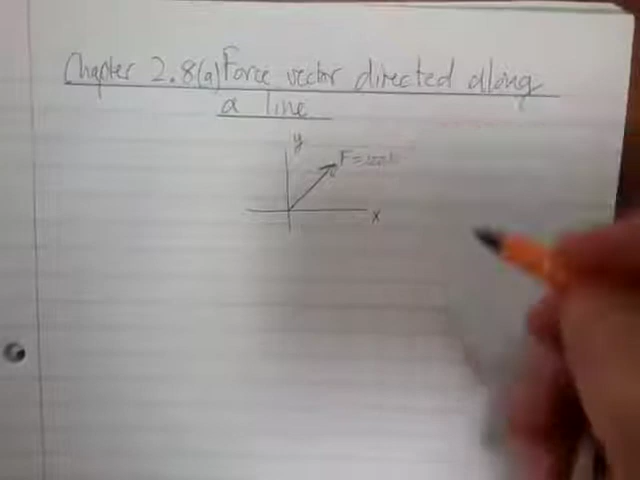 Chapter 2.8(a) Force vector directed along
a line
y
F=
x